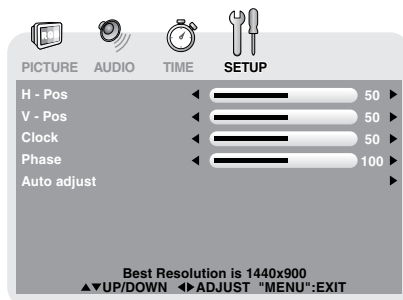 RGB
PICTURE AUDIO TIME SETUP
H - Pos 50
V - Pos 50
Clock 50
Phase 100
Auto adjust
Best Resolution is 1440x900
▲▼UP/DOWN ◀▶ADJUST "MENU":EXIT